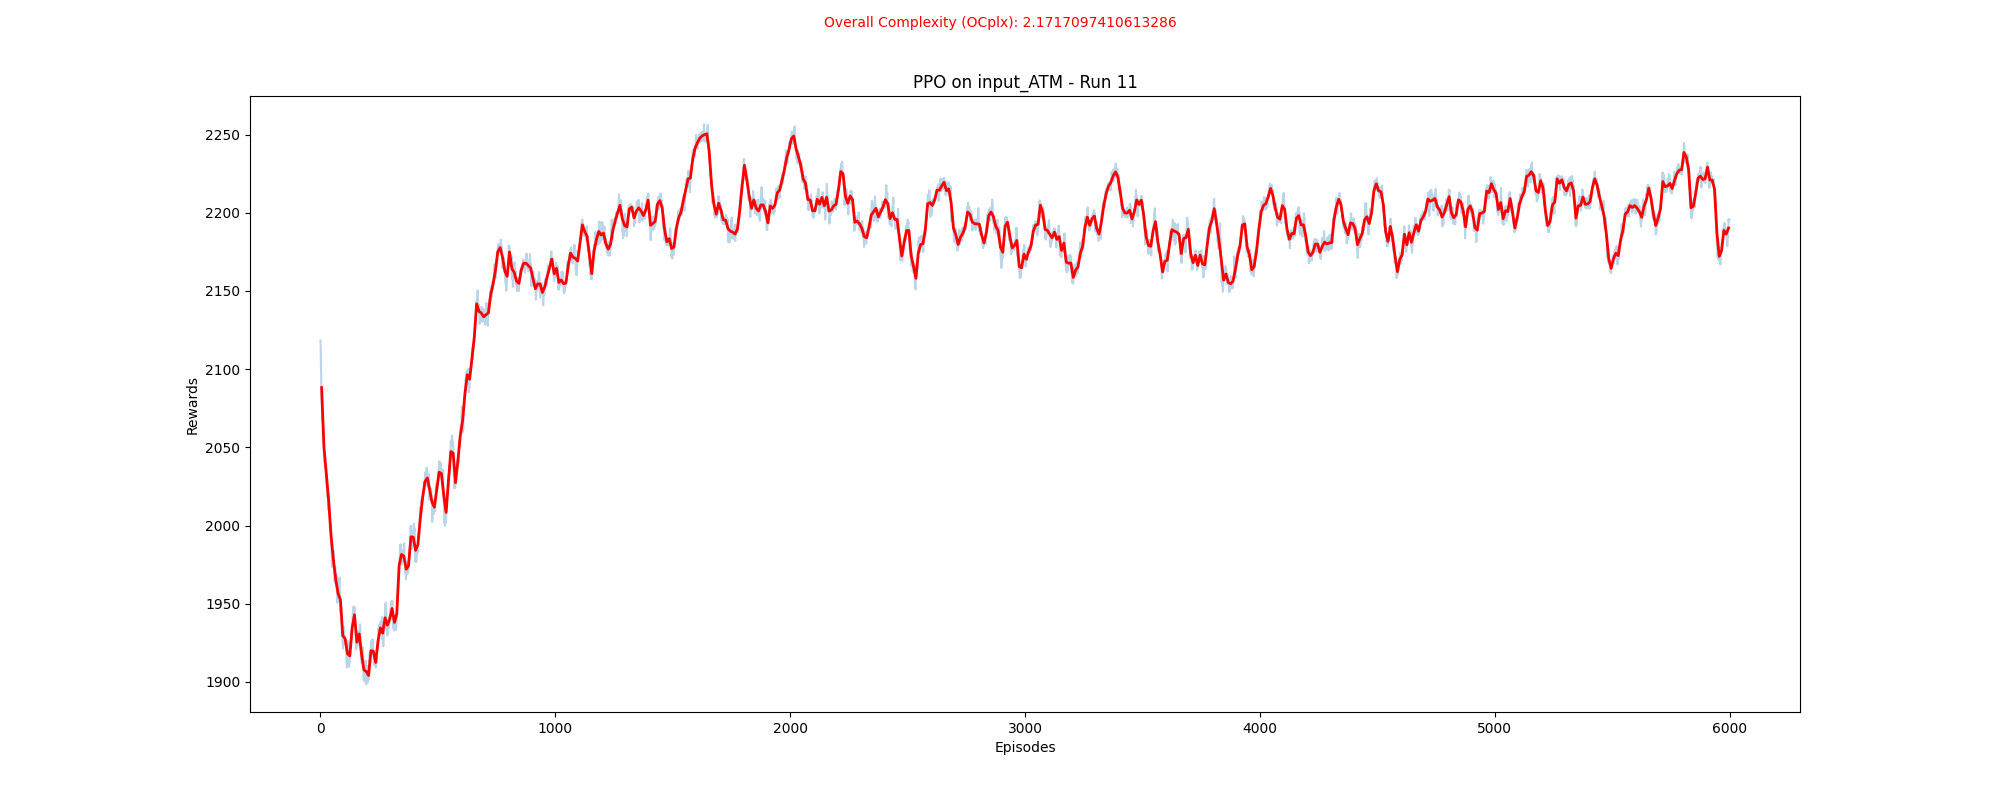 Overall Complexity (OCplx): 2.1717097410613286
PPO on input_ATM - Run 11
2250
2200
2150
2100
2050
2000
1950
1900
Rewards
0 1000 2000 3000 4000 5000 6000
Episodes